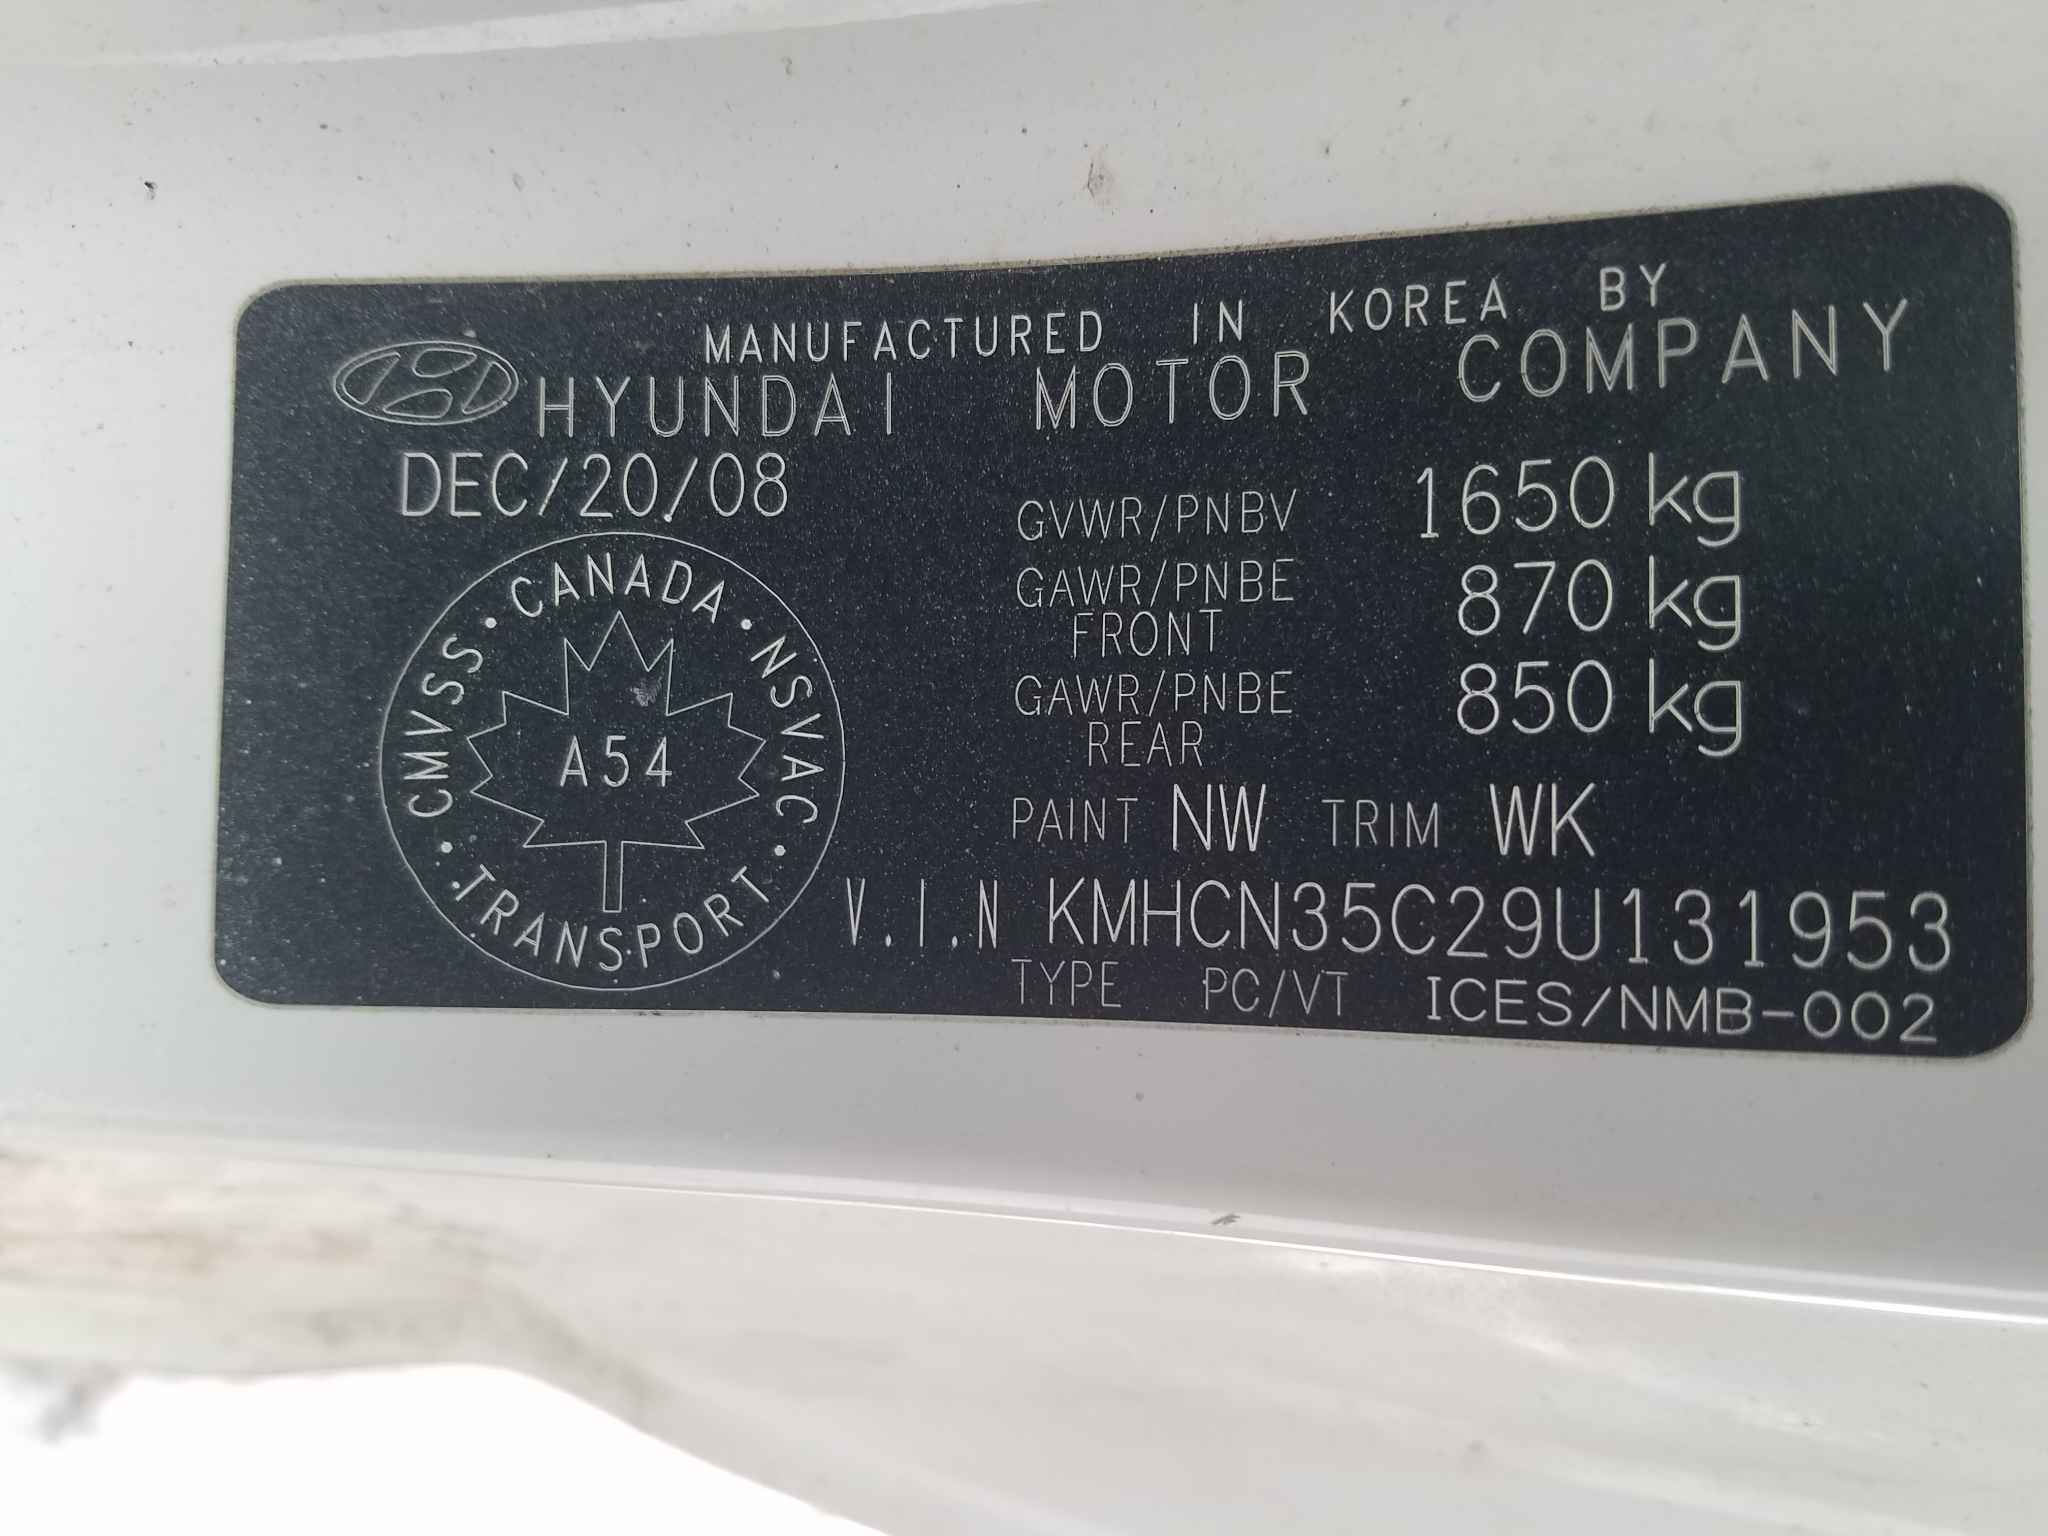 MANUFACTURED IN KOREA BY
HYUNDAI MOTOR COMPANY
DEC/20/08
GVWR/PNBV 1650 kg
GAWR/PNBE FRONT 870 kg
GAWR/PNBE REAR 850 kg
CMVSS · CANADA · NSVAC · TRANSPORT ·
A54
PAINT NW TRIM WK
V.I.N KMHCN35C29U131953
TYPE PC/VT ICES/NMB-002